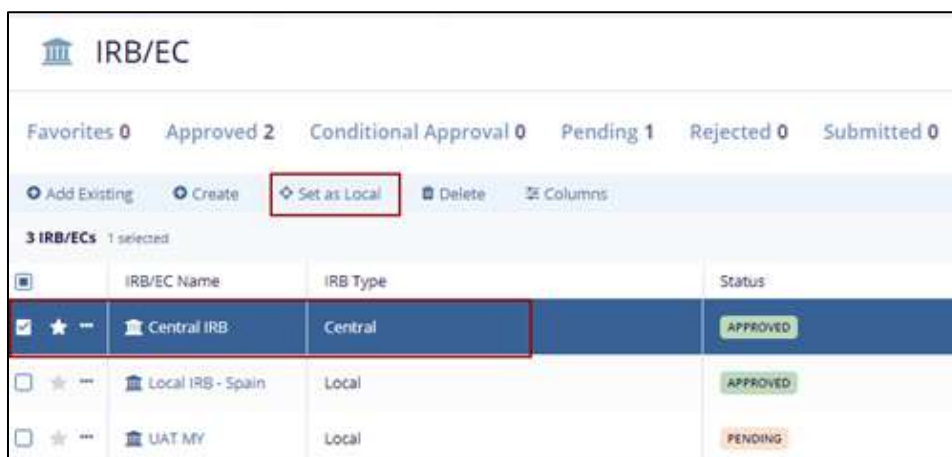 IRB/EC
Favorites 0 Approved 2 Conditional Approval 0 Pending 1 Rejected 0 Submitted 0
Add Existing Create Set as Local Delete Columns
3 IRB/ECs 1 selected
IRB/EC Name IRB Type Status
Central IRB Central APPROVED
Local IRB - Spain Local APPROVED
UAT MY Local PENDING